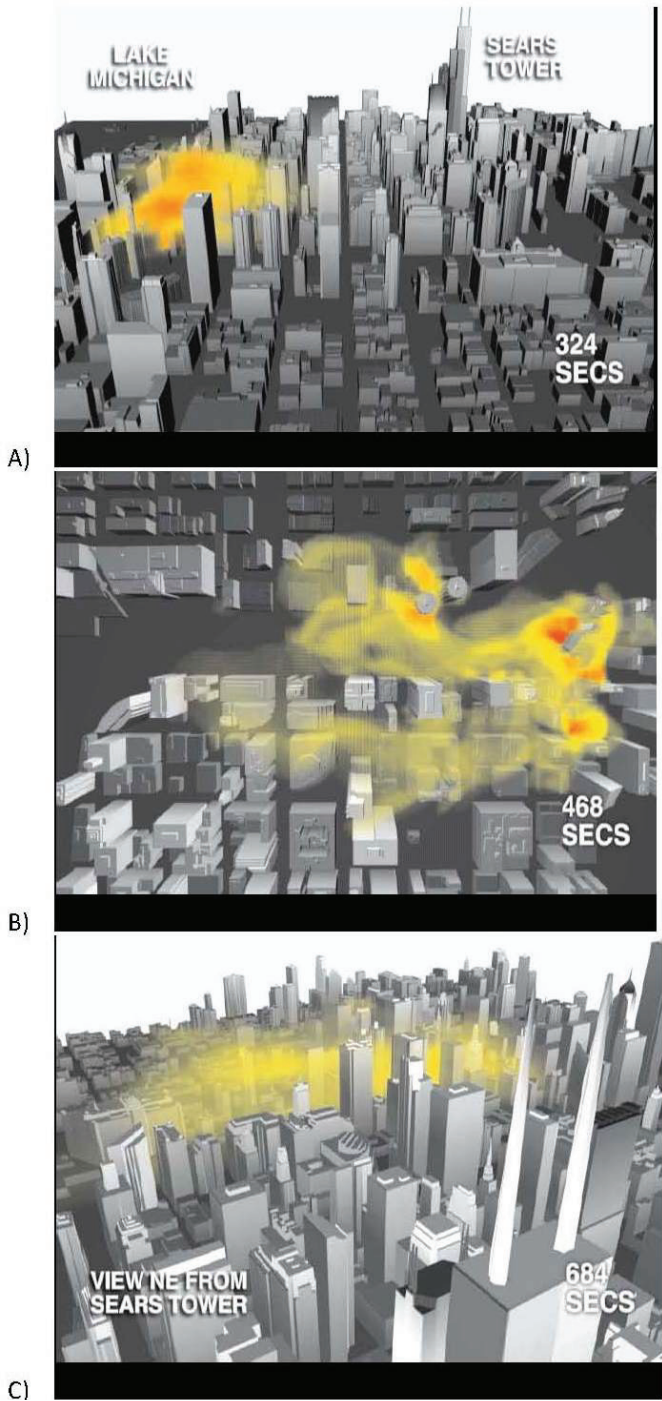 LAKE
MICHIGAN
SEARS
TOWER
324
SECS
A)
468
SECS
B)
VIEW NE FROM
SEARS TOWER
684
SECS
C)